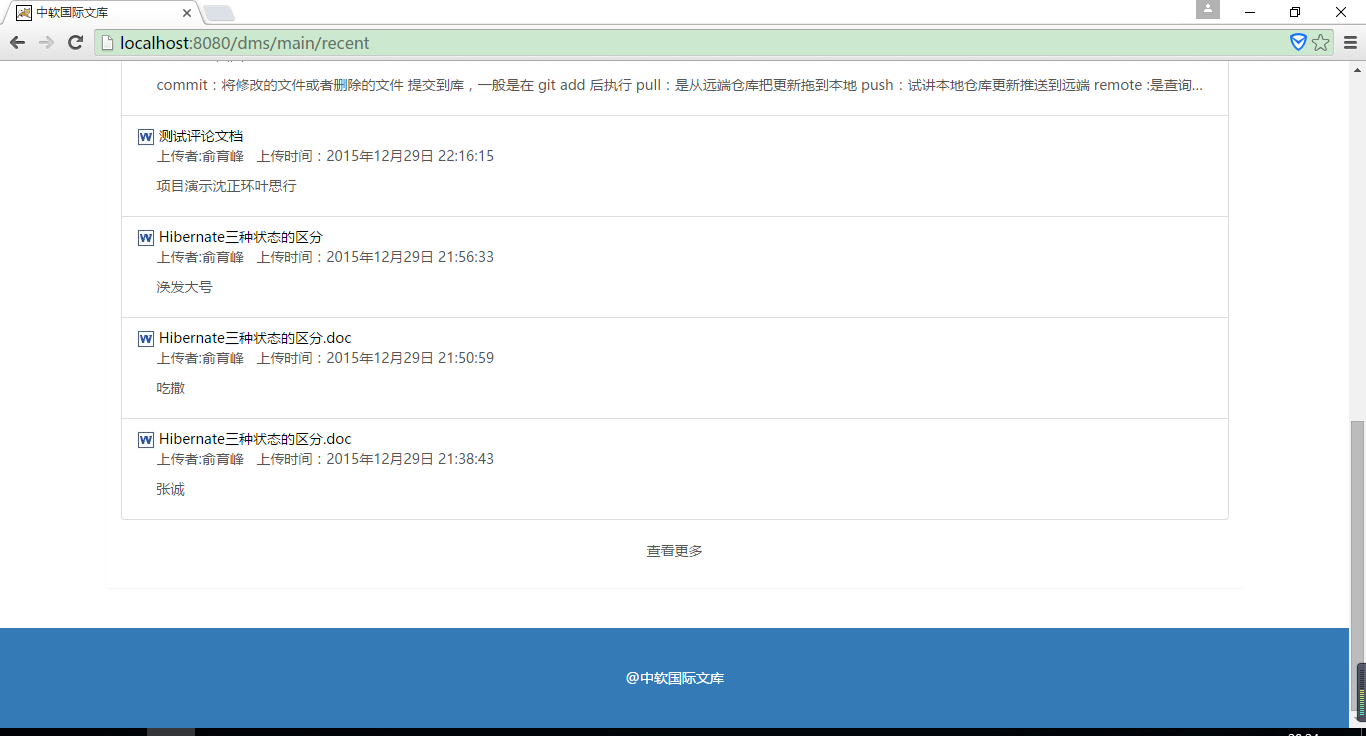 中软国际文库
localhost:8080/dms/main/recent
commit：将修改的文件或者删除的文件 提交到库，一般是在 git add 后执行 pull：是从远端仓库把更新拖到本地 push：试讲本地仓库更新推送到远端 remote :是查询...
测试评论文档
上传者:俞育峰 上传时间：2015年12月29日 22:16:15
项目演示沈正环叶思行
Hibernate三种状态的区分
上传者:俞育峰 上传时间：2015年12月29日 21:56:33
涣发大号
Hibernate三种状态的区分.doc
上传者:俞育峰 上传时间：2015年12月29日 21:50:59
吃撒
Hibernate三种状态的区分.doc
上传者:俞育峰 上传时间：2015年12月29日 21:38:43
张诚
查看更多
@中软国际文库